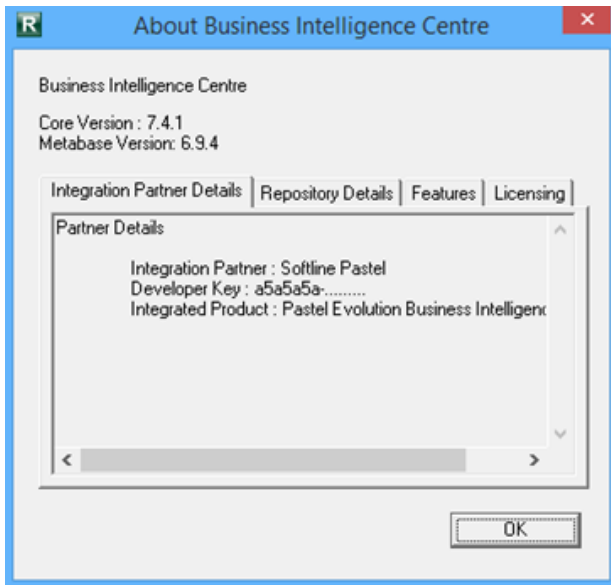 R
About Business Intelligence Centre
Business Intelligence Centre
Core Version : 7.4.1
Metabase Version: 6.9.4
Integration Partner Details Repository Details Features Licensing
Partner Details
Integration Partner : Softline Pastel
Developer Key : a5a5a5a-.........
Integrated Product : Pastel Evolution Business Intelligenc
OK